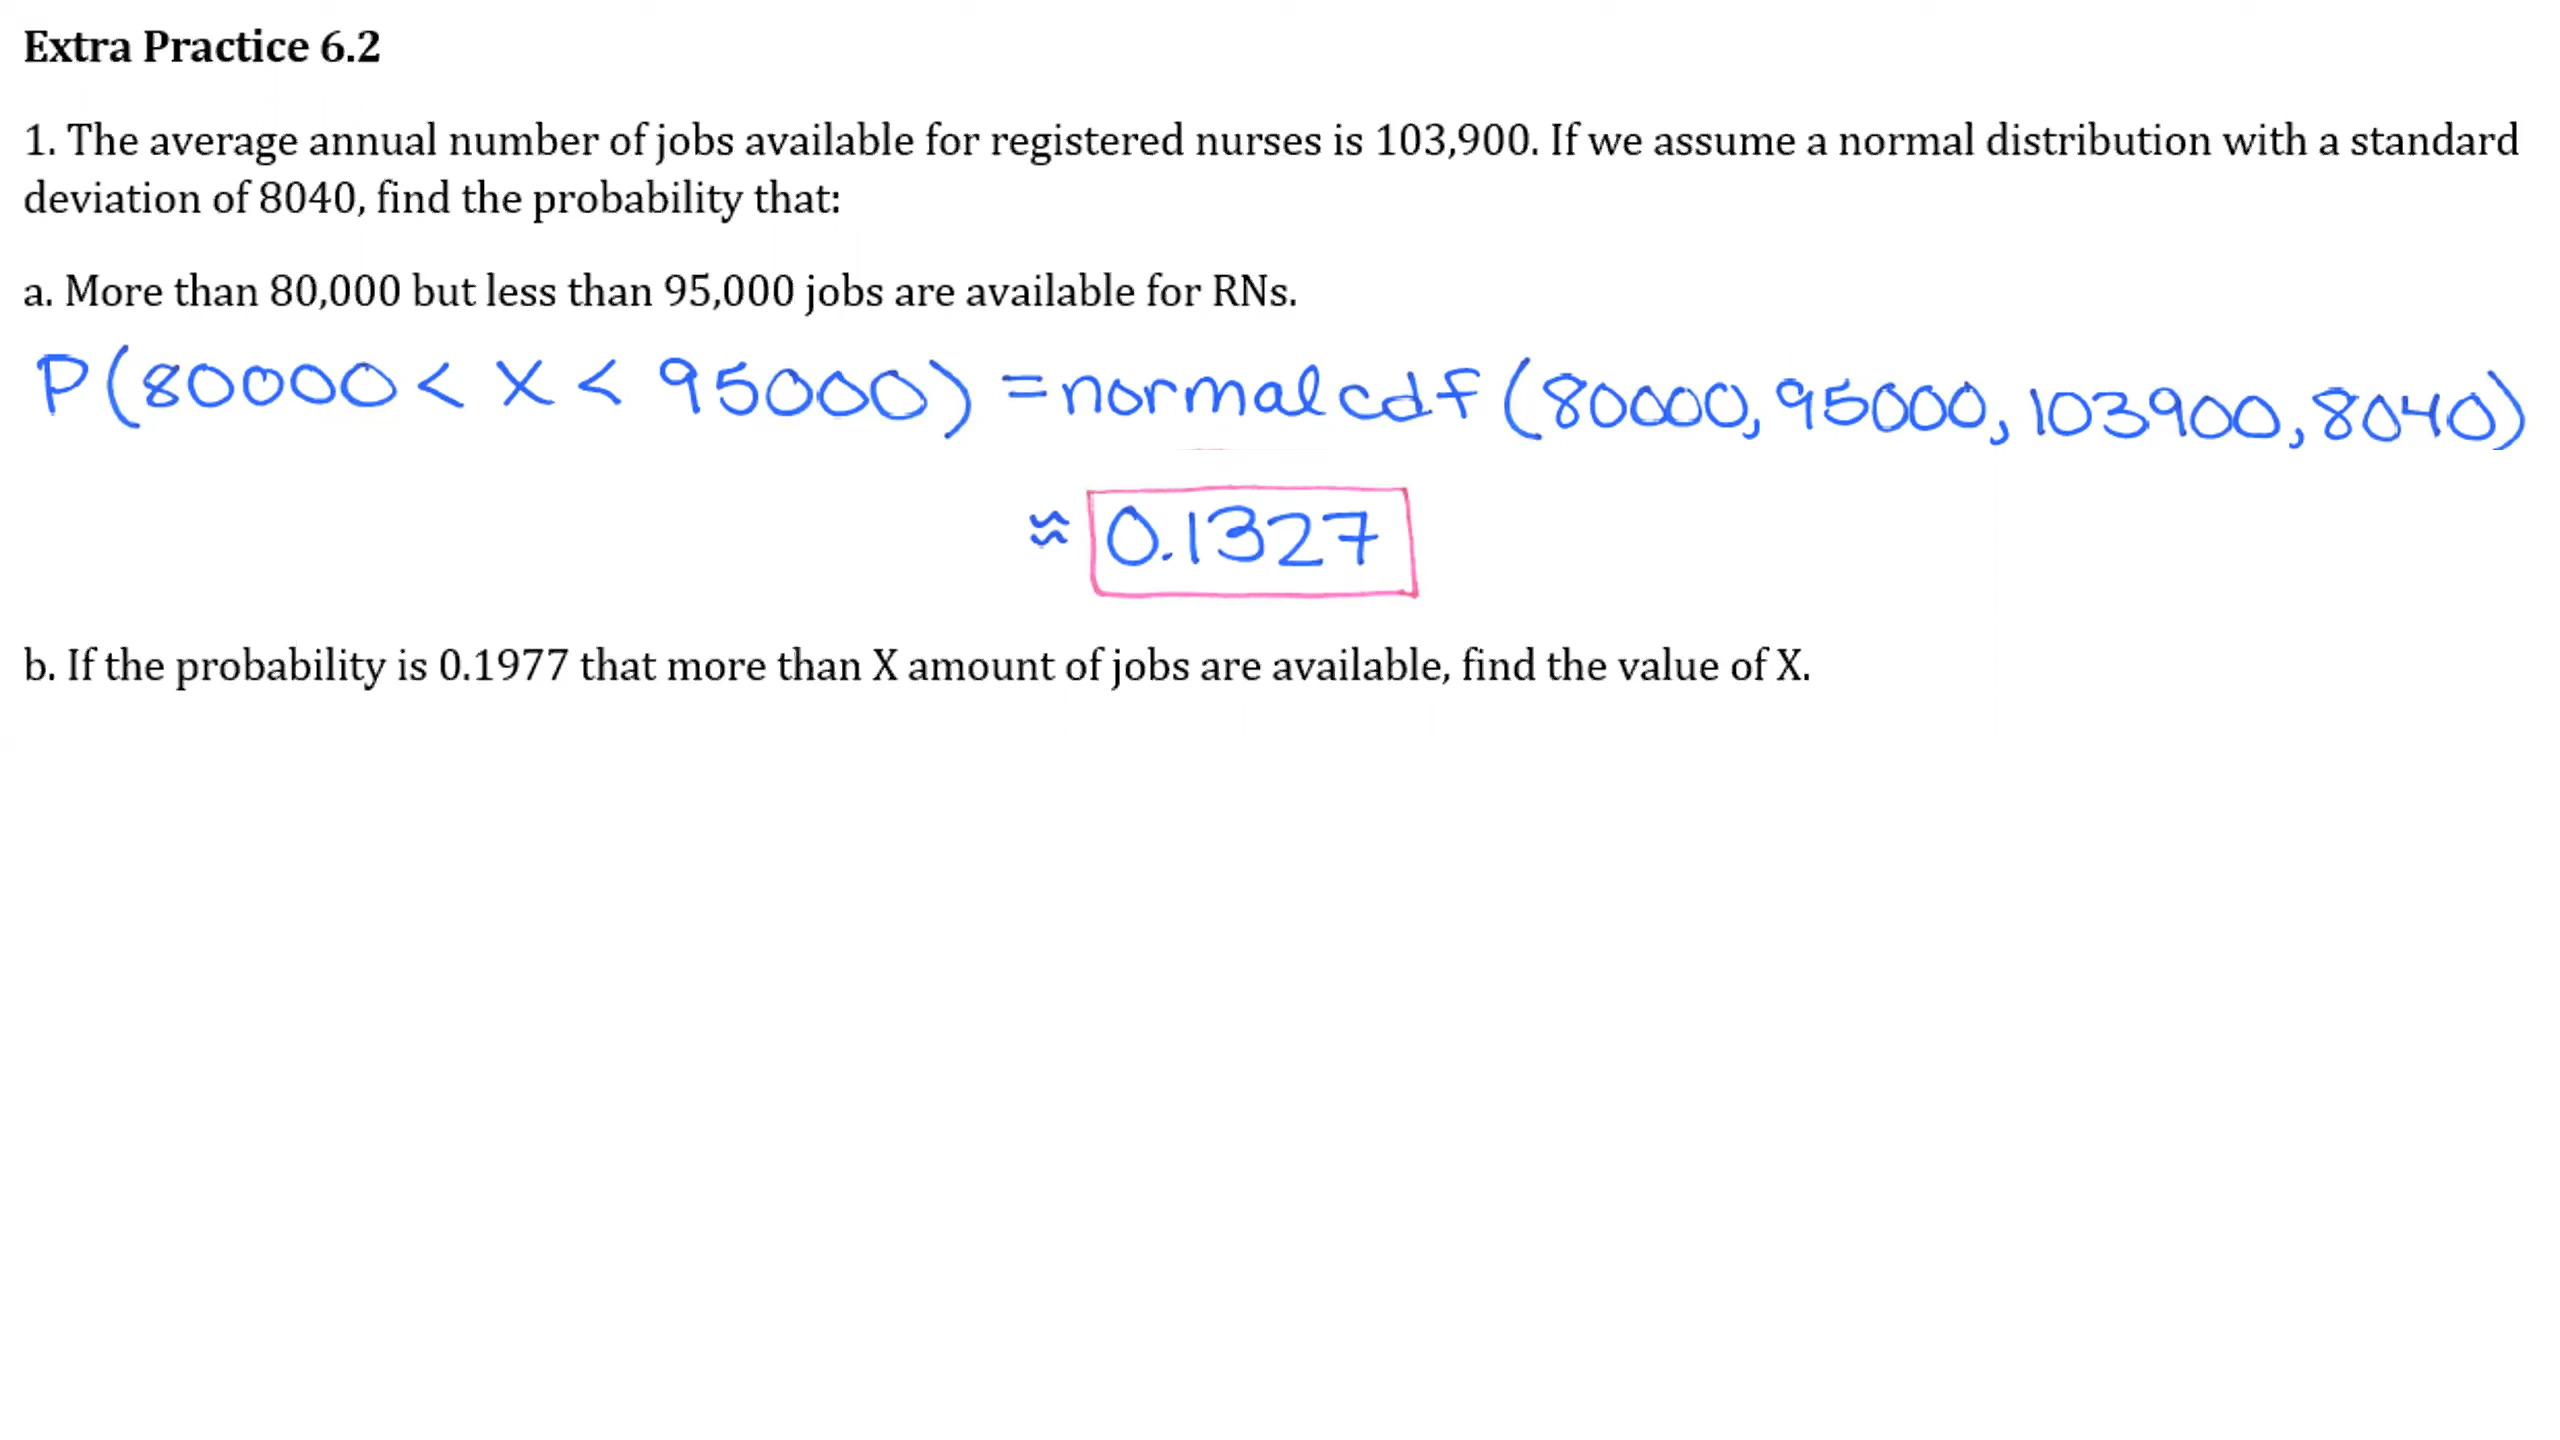 Extra Practice 6.2
1. The average annual number of jobs available for registered nurses is 103,900. If we assume a normal distribution with a standard
deviation of 8040, find the probability that:
a. More than 80,000 but less than 95,000 jobs are available for RNs.
P(80000 < X < 95000) = normalcdf(80000, 95000, 103900, 8040)
≈ 0.1327
b. If the probability is 0.1977 that more than X amount of jobs are available, find the value of X.